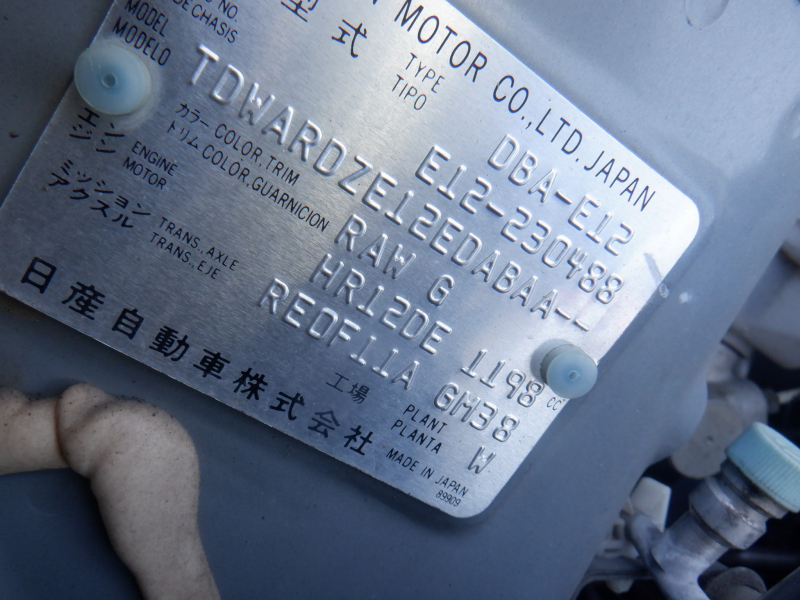 MOTOR CO.,LTD. JAPAN
型式 TYPE TIPO DBA-E12
NO. DE CHASIS E12-230488
MODEL MODELO TDWARDZE12EDABAA--
カラー COLOR,TRIM
トリム COLOR,GUARNICION RAW G
エンジン ENGINE MOTOR HR12DE 1198 CC
ミッション TRANS.,AXLE
アクスル TRANS.,EJE RE0F11A GH38
工場 PLANT PLANTA W
日産自動車株式会社 MADE IN JAPAN
89909